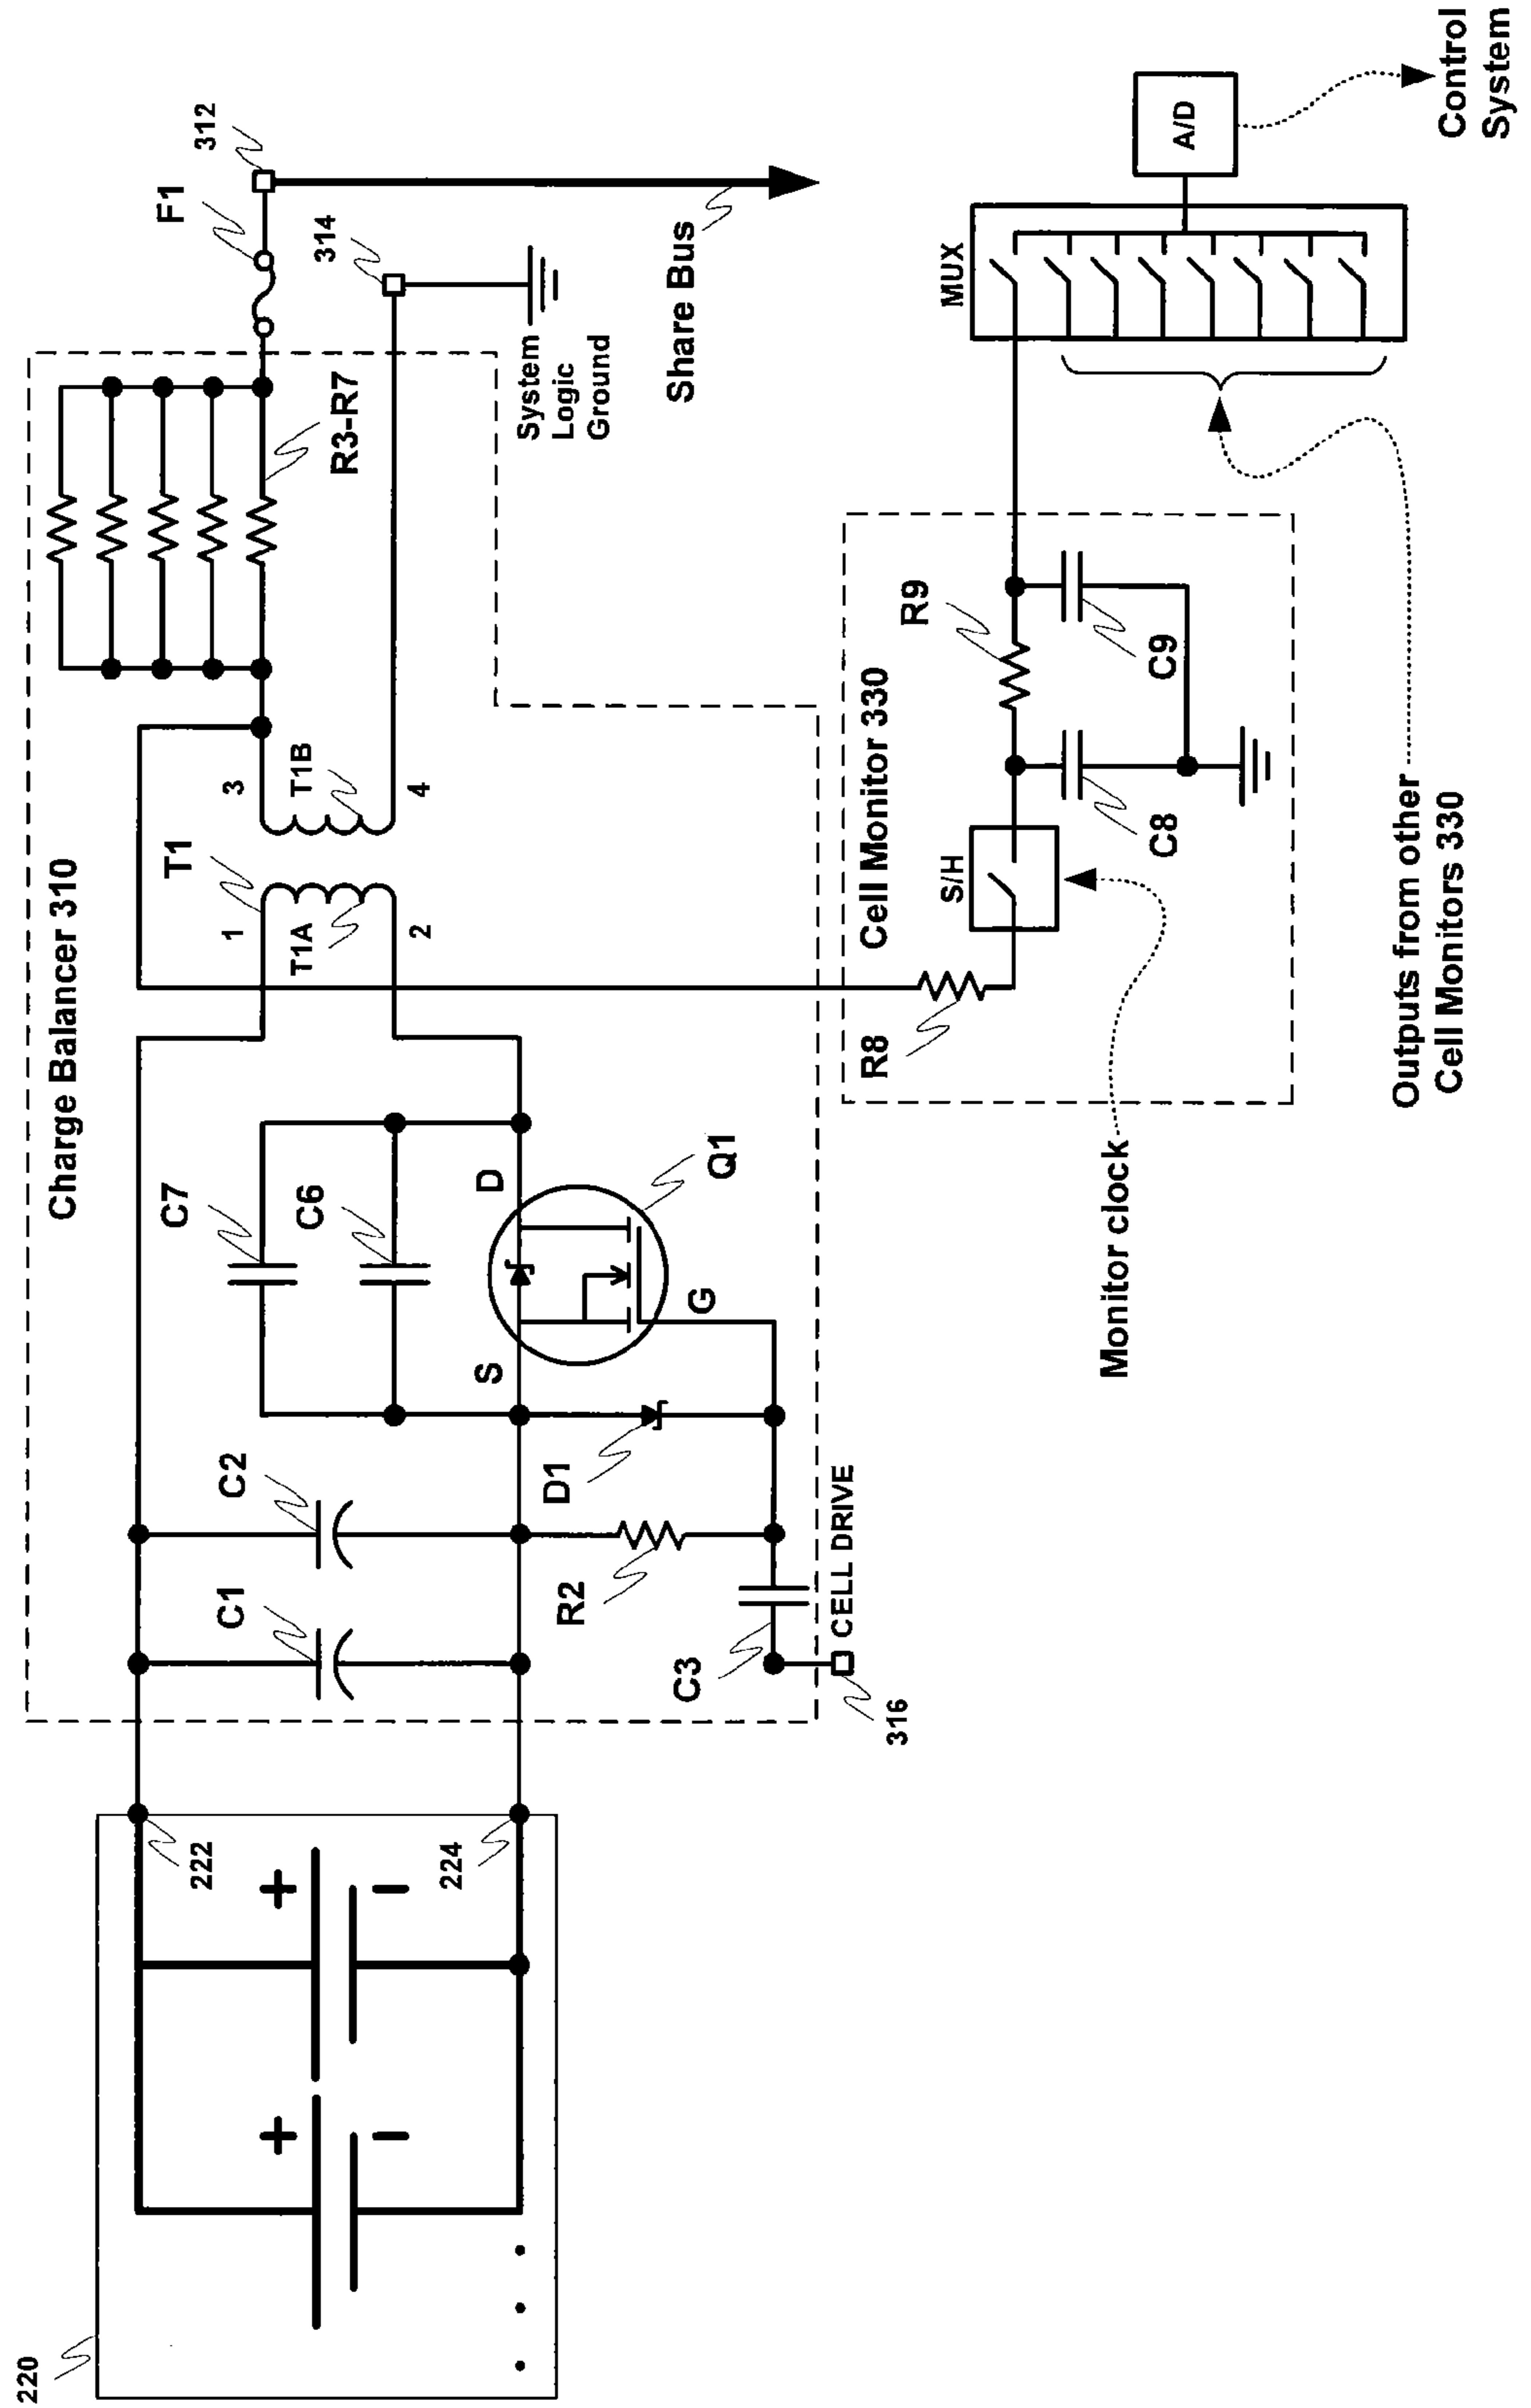 220
222
224
+
−
+
−
Charge Balancer 310
C1
C2
C7
C6
S
D
G
Q1
D1
R2
C3
CELL DRIVE
316
T1
1
T1A
2
3
T1B
4
R3-R7
F1
312
314
System
Logic
Ground
Share Bus
Cell Monitor 330
R8
S/H
R9
C8
C9
Monitor clock
MUX
A/D
Control
System
Outputs from other
Cell Monitors 330